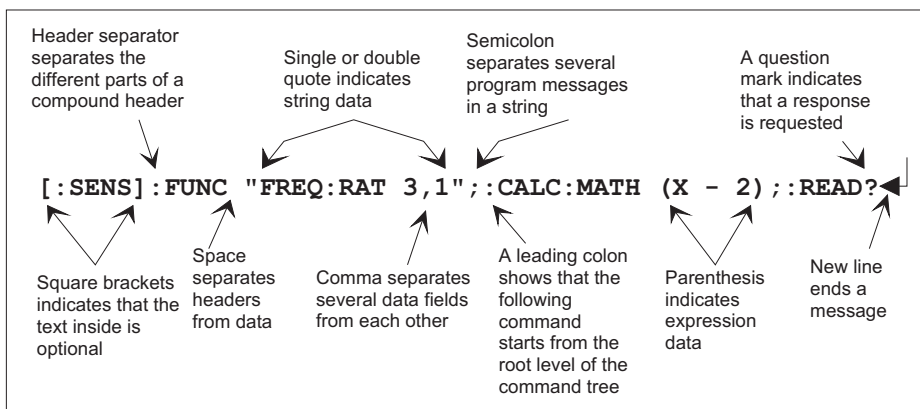 Header separator
separates the
different parts of a
compound header
Single or double
quote indicates
string data
Semicolon
separates several
program messages
in a string
A question
mark indicates
that a response
is requested
[:SENS]:FUNC "FREQ:RAT 3,1";:CALC:MATH (X - 2);:READ?
Square brackets
indicates that the
text inside is
optional
Space
separates
headers
from data
Comma separates
several data fields
from each other
A leading colon
shows that the
following
command
starts from the
root level of the
command tree
Parenthesis
indicates
expression
data
New line
ends a
message